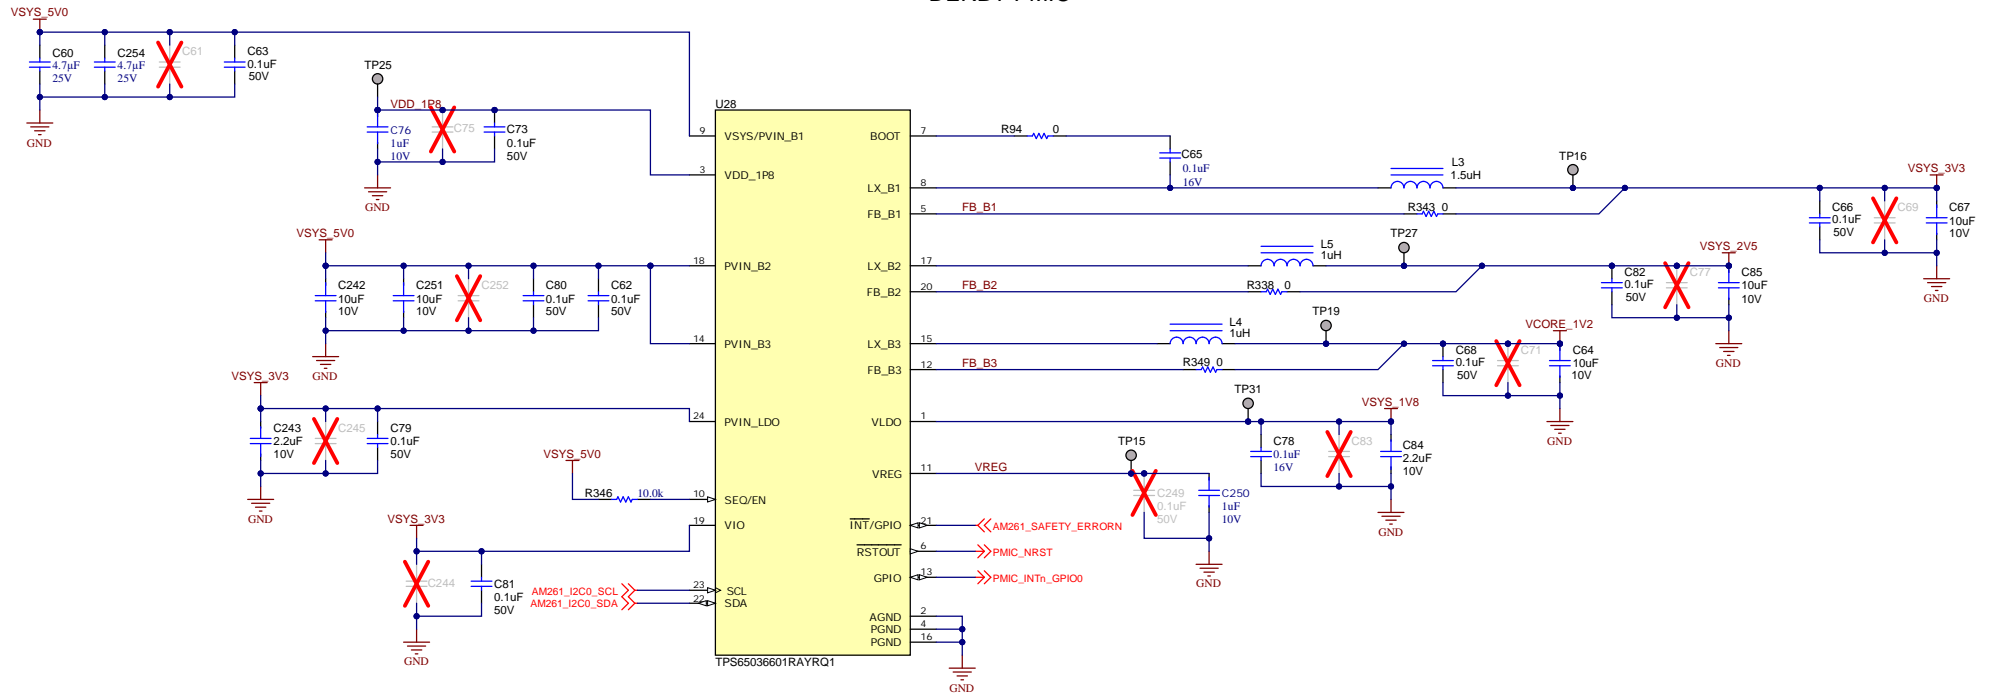 VSYS_5V0
C60
4.7µF
25V
C254
4.7µF
25V
C61
C63
0.1uF
50V
GND
TP25
VDD_1P8
C76
1uF
10V
C75
C73
0.1uF
50V
GND
VSYS_5V0
C242
10uF
10V
C251
10uF
10V
C252
C80
0.1uF
50V
C62
0.1uF
50V
GND
VSYS_3V3
C243
2.2uF
10V
C245
C79
0.1uF
50V
GND
VSYS_5V0
R346 10.0k
VSYS_3V3
C244
C81
0.1uF
50V
GND
AM261_I2C0_SCL
AM261_I2C0_SDA
U28
9 VSYS/PVIN_B1
3 VDD_1P8
18 PVIN_B2
14 PVIN_B3
24 PVIN_LDO
10 SEQ/EN
19 VIO
23 SCL
22 SDA
BOOT 7
LX_B1 8
FB_B1 5
LX_B2 17
FB_B2 20
LX_B3 15
FB_B3 12
VLDO 1
VREG 11
INT/GPIO 21
RSTOUT 6
GPIO 13
AGND 2
PGND 4
PGND 16
TPS65036601RAYRQ1
GND
R94 0
C65
0.1uF
16V
L3
1.5uH
TP16
VSYS_3V3
FB_B1
R343 0
C66
0.1uF
50V
C69
C67
10uF
10V
GND
L5
1uH
TP27
VSYS_2V5
FB_B2
R338 0
C82
0.1uF
50V
C77
C85
10uF
10V
GND
L4
1uH
TP19
VCORE_1V2
FB_B3
R349 0
C68
0.1uF
50V
C71
C64
10uF
10V
GND
TP31
VSYS_1V8
C78
0.1uF
16V
C83
C84
2.2uF
10V
GND
VREG
TP15
C249
0.1uF
50V
C250
1uF
10V
GND
AM261_SAFETY_ERRORN
PMIC_NRST
PMIC_INTn_GPIO0